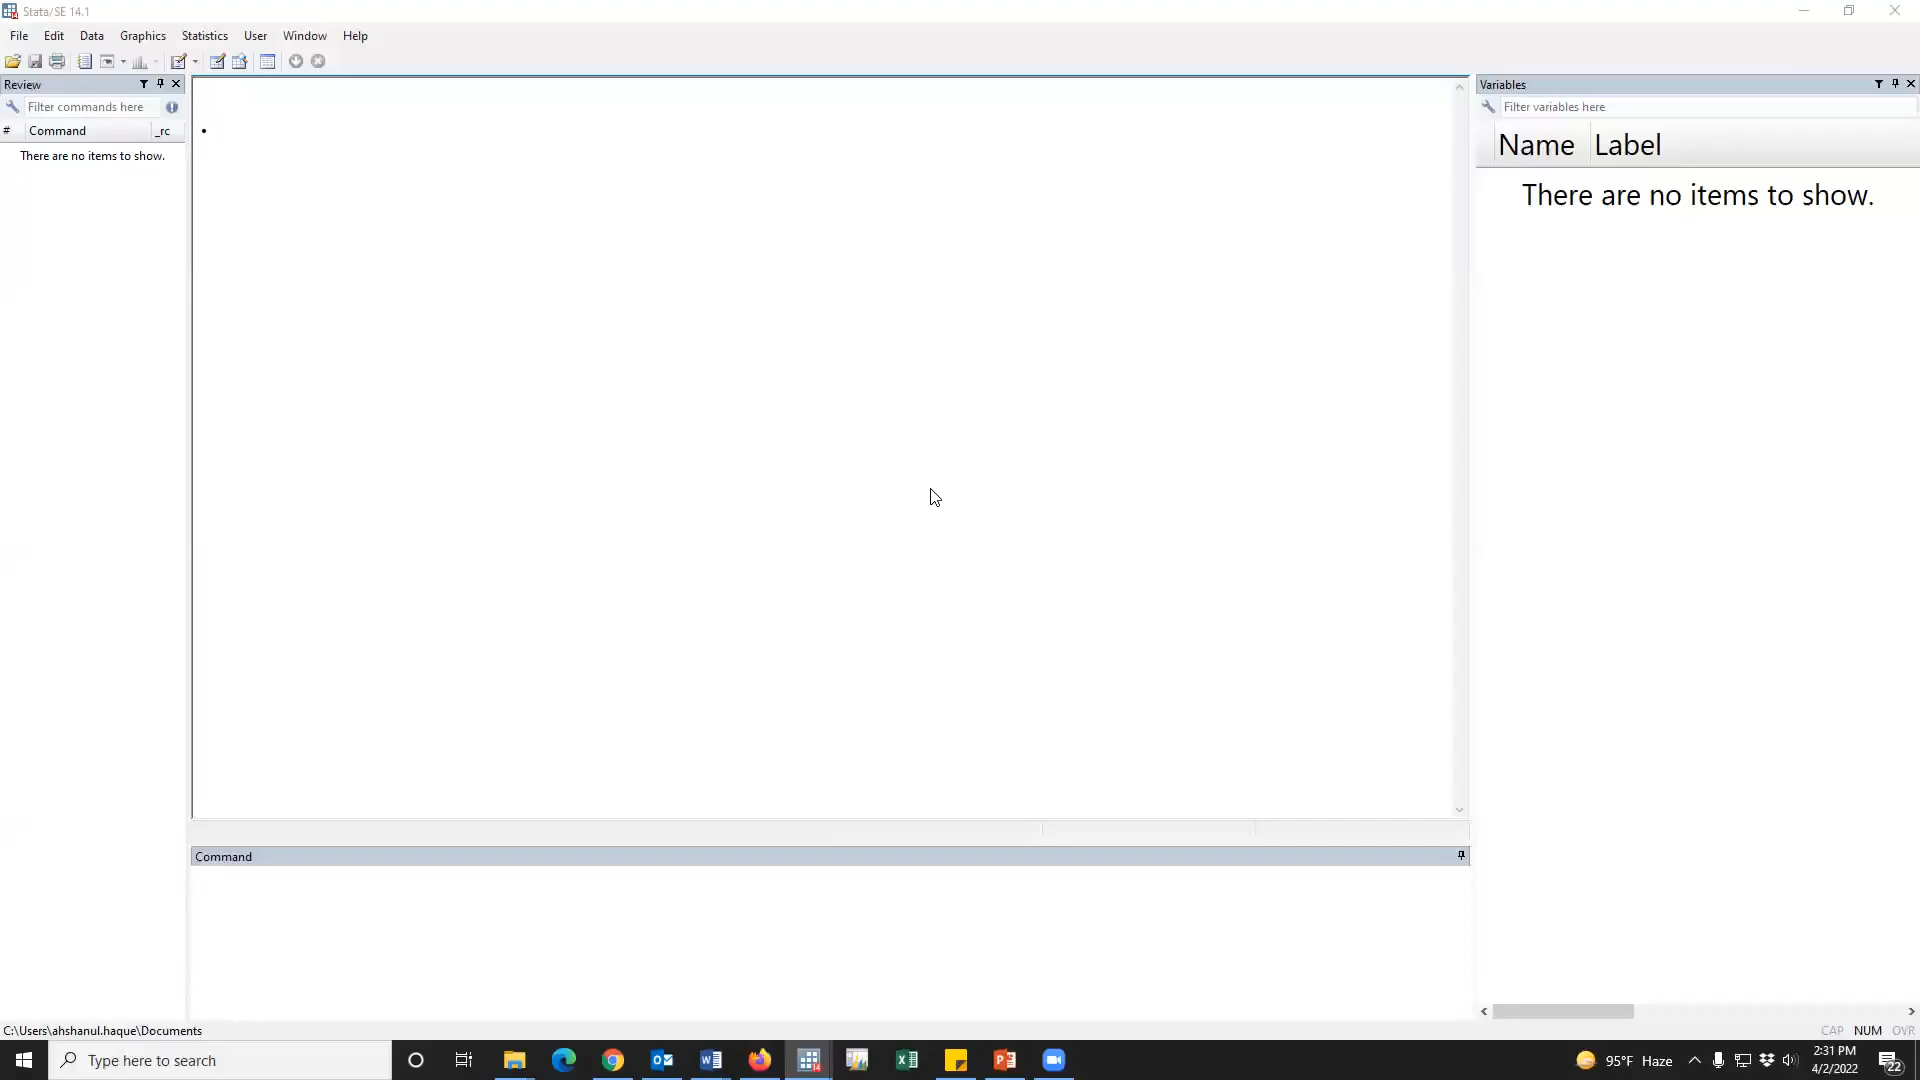 Stata/SE 14.1
File Edit Data Graphics Statistics User Window Help
Review
Filter commands here
# Command _rc
There are no items to show.
.
Variables
Filter variables here
Name Label
There are no items to show.
Command
C:\Users\ahshanul.haque\Documents
CAP NUM OVR
Type here to search
95°F Haze
2:31 PM
4/2/2022
22